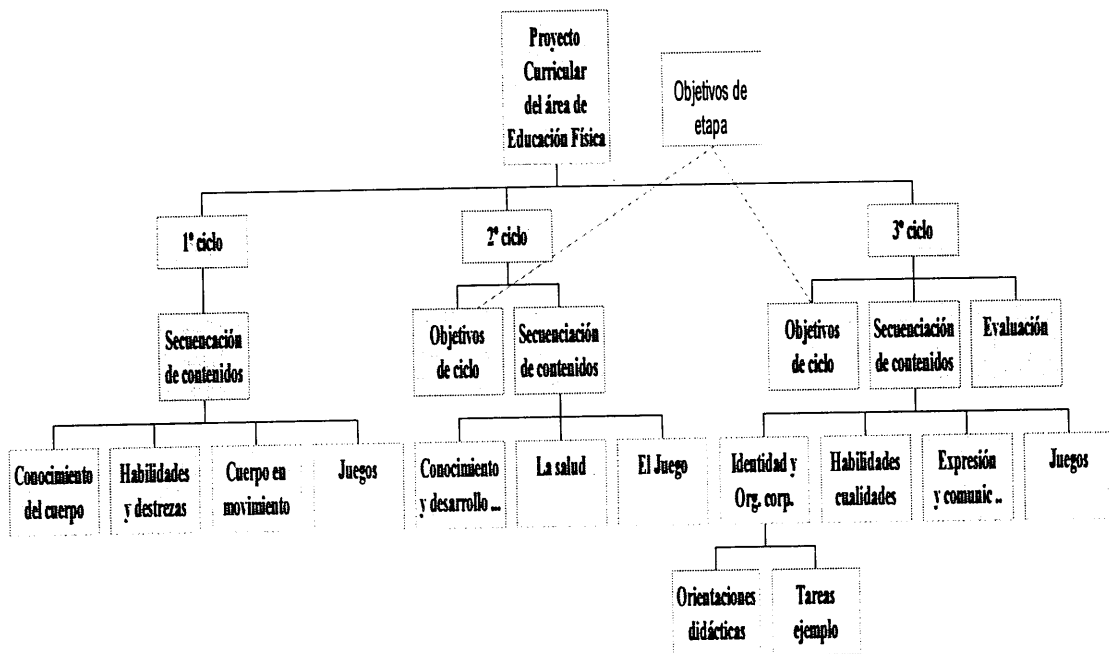 Proyecto
Curricular
del área de
Educación Física
Objetivos de
etapa
1º ciclo
2º ciclo
3º ciclo
Secuencación
de contenidos
Objetivos
de ciclo
Secuenciación
de contenidos
Objetivos
de ciclo
Secuenciación
de contenidos
Evaluación
Conocimiento
del cuerpo
Habilidades
y destrezas
Cuerpo en
movimiento
Juegos
Conocimiento
y desarrollo ...
La salud
El Juego
Identidad y
Org. corp.
Habilidades
cualidades
Expresión
y comunic ..
Juegos
Orientaciones
didácticas
Tareas
ejemplo